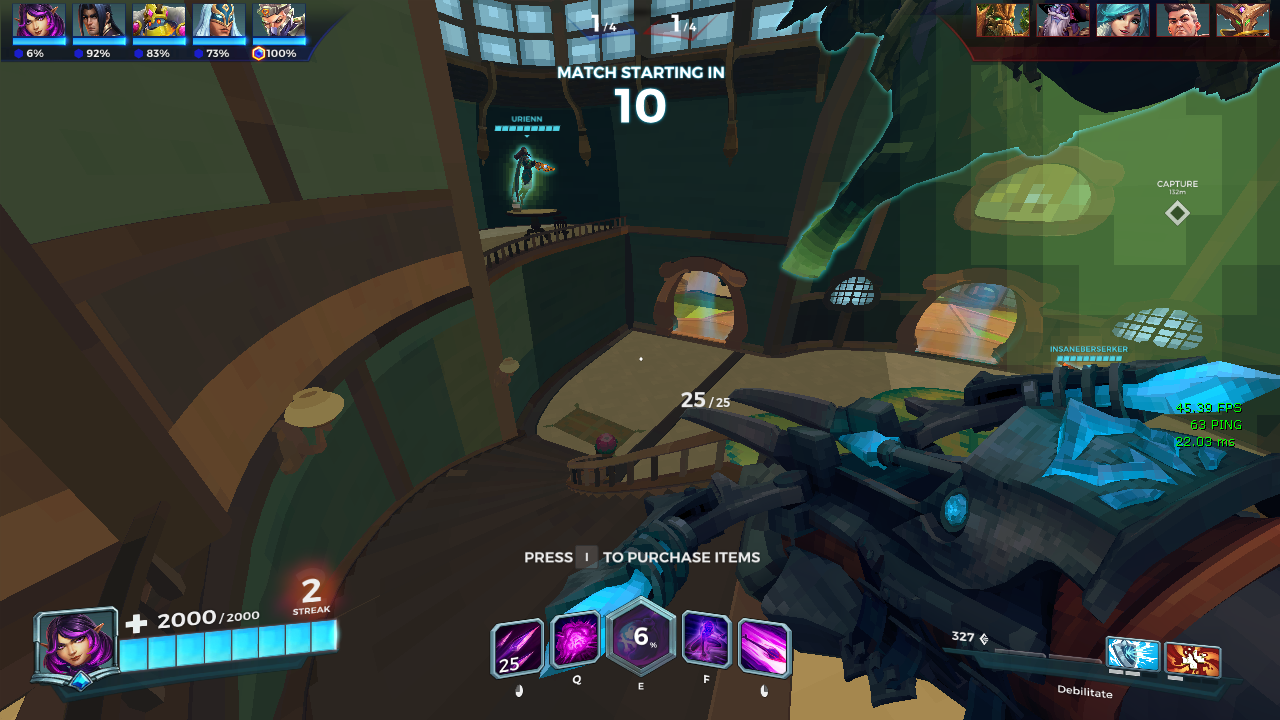 6%
92%
83%
73%
100%
1/4
1/4
MATCH STARTING IN
10
URIENN
CAPTURE
132m
INSANEBERSERKER
25/25
45.39 FPS
63 PING
22.03 ms
PRESS I TO PURCHASE ITEMS
2
STREAK
2000/2000
25
6%
Q
E
F
327
Debilitate